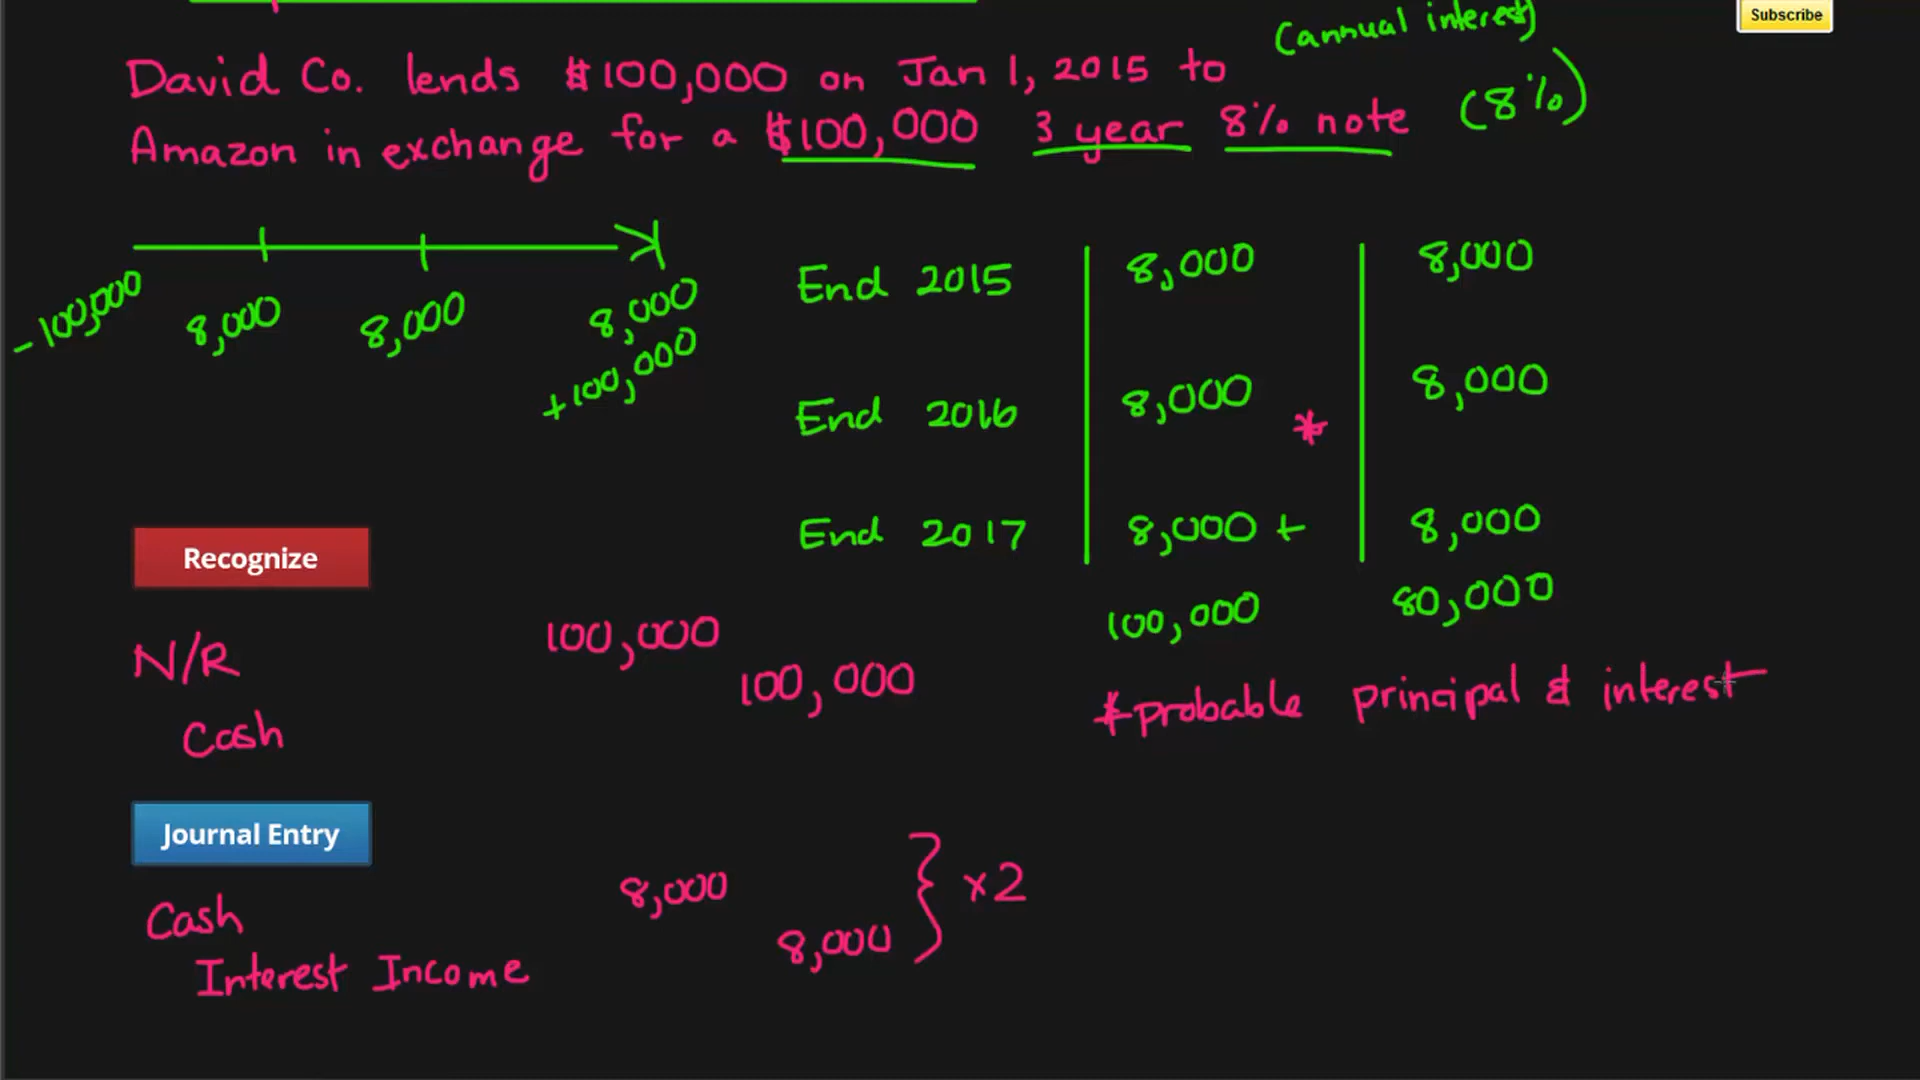 (annual interest)
Subscribe
David Co. lends $100,000 on Jan 1, 2015 to
Amazon in exchange for a $100,000 3 year 8% note (8%)
-100,000 8,000 8,000 8,000
+100,000
End 2015 8,000 8,000
End 2016 8,000 * 8,000
End 2017 8,000 + 8,000
100,000 80,000
*probable principal & interest
Recognize
N/R 100,000
Cash 100,000
Journal Entry
Cash 8,000
Interest Income 8,000
} x2